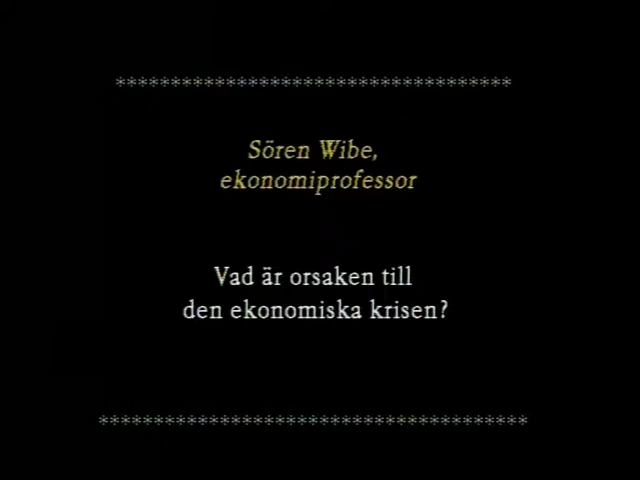 ************************************
Sören Wibe,
ekonomiprofessor
Vad är orsaken till
den ekonomiska krisen?
***************************************